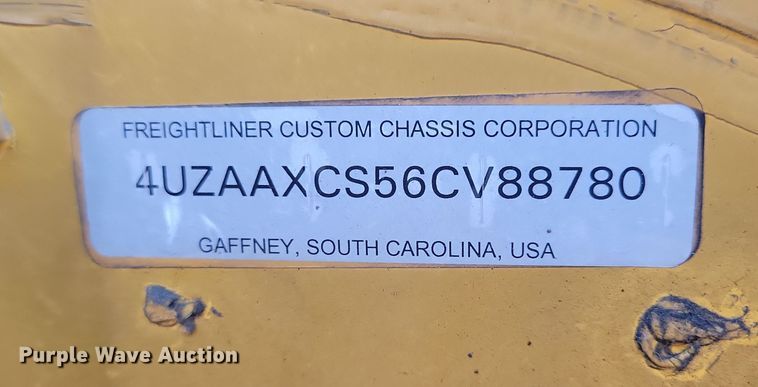 FREIGHTLINER CUSTOM CHASSIS CORPORATION
4UZAAXCS56CV88780
GAFFNEY, SOUTH CAROLINA, USA
Purple Wave Auction